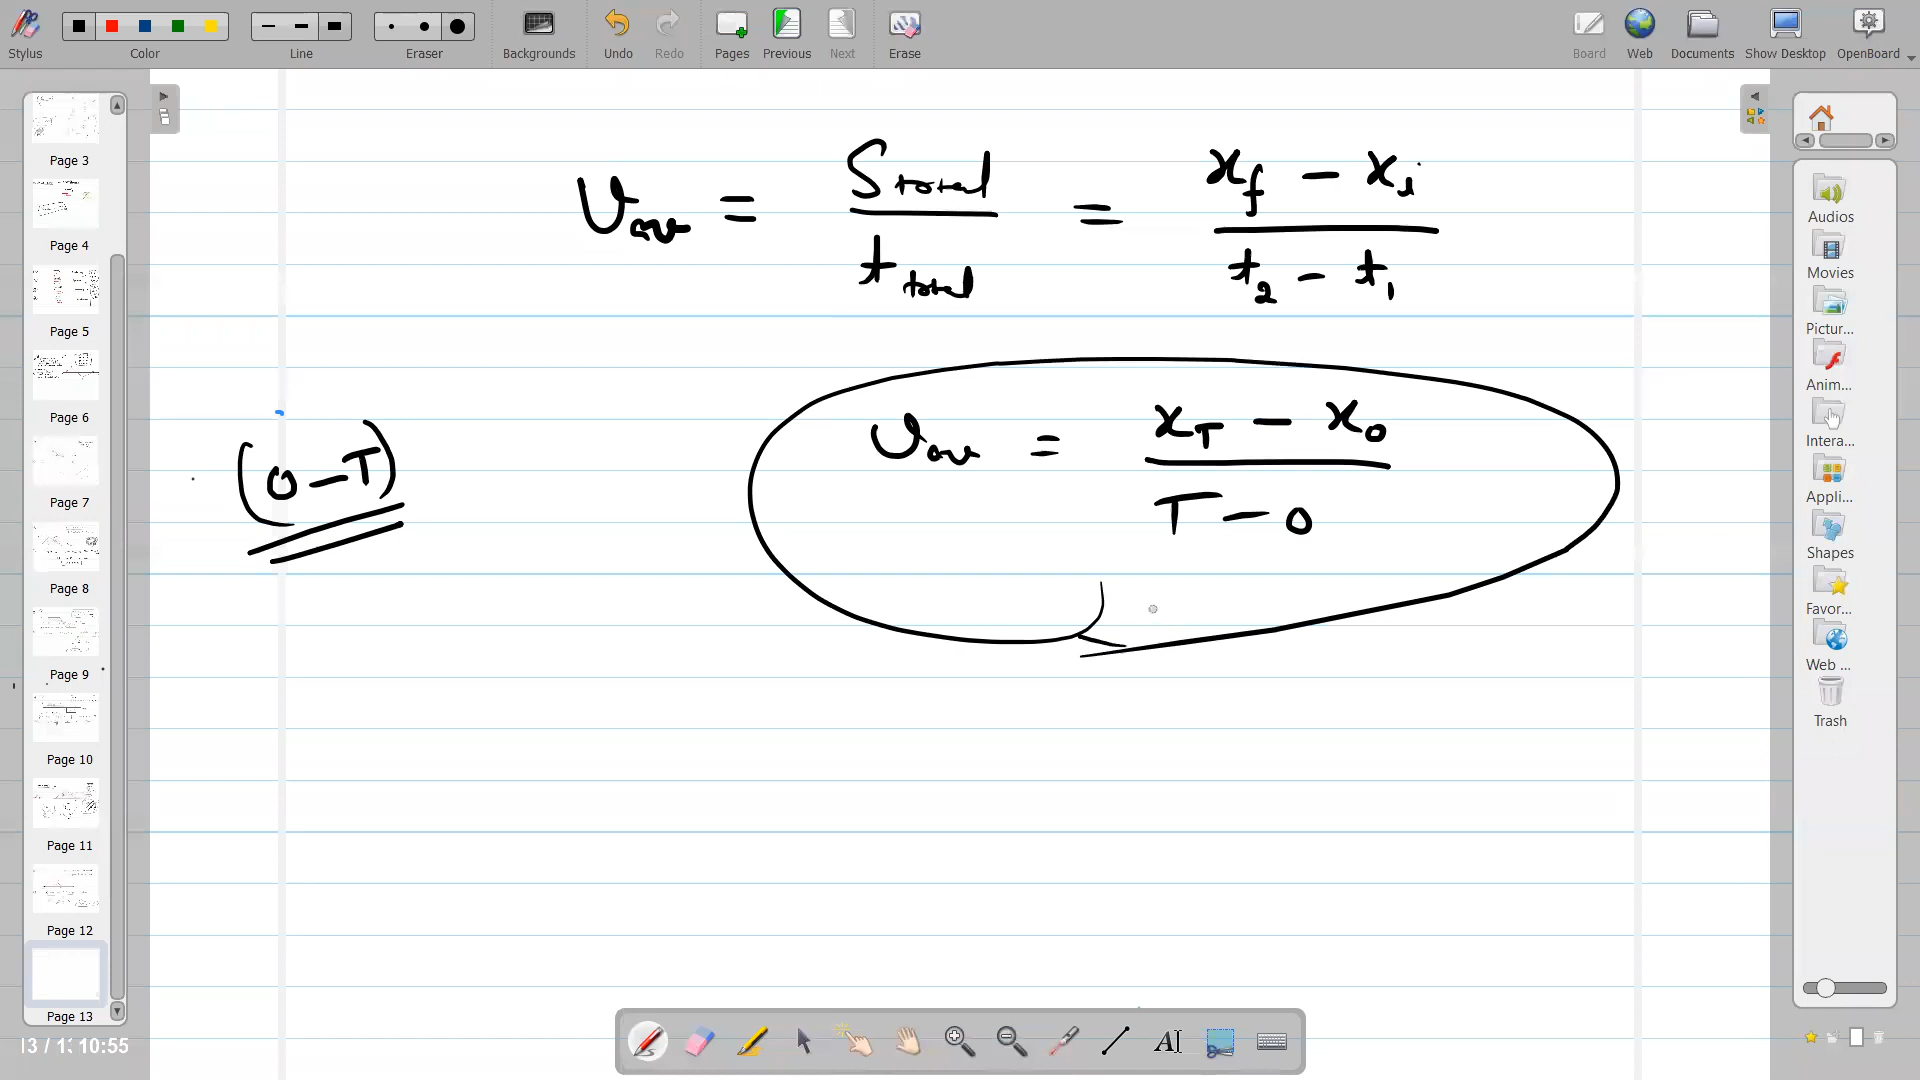 Stylus
Color
Line
Eraser
Backgrounds
Undo
Redo
Pages
Previous
Next
Erase
Board
Web
Documents
Show Desktop
OpenBoard
Page 3
Page 4
Page 5
Page 6
Page 7
Page 8
Page 9
Page 10
Page 11
Page 12
Page 13
10:55
Vav = Stotal / ttotal = xf - xi / t2 - t1
(0-T)
Vav = xT - x0 / T - 0
Audios
Movies
Pictur...
Anim...
Intera...
Appli...
Shapes
Favor...
Web ...
Trash
AI